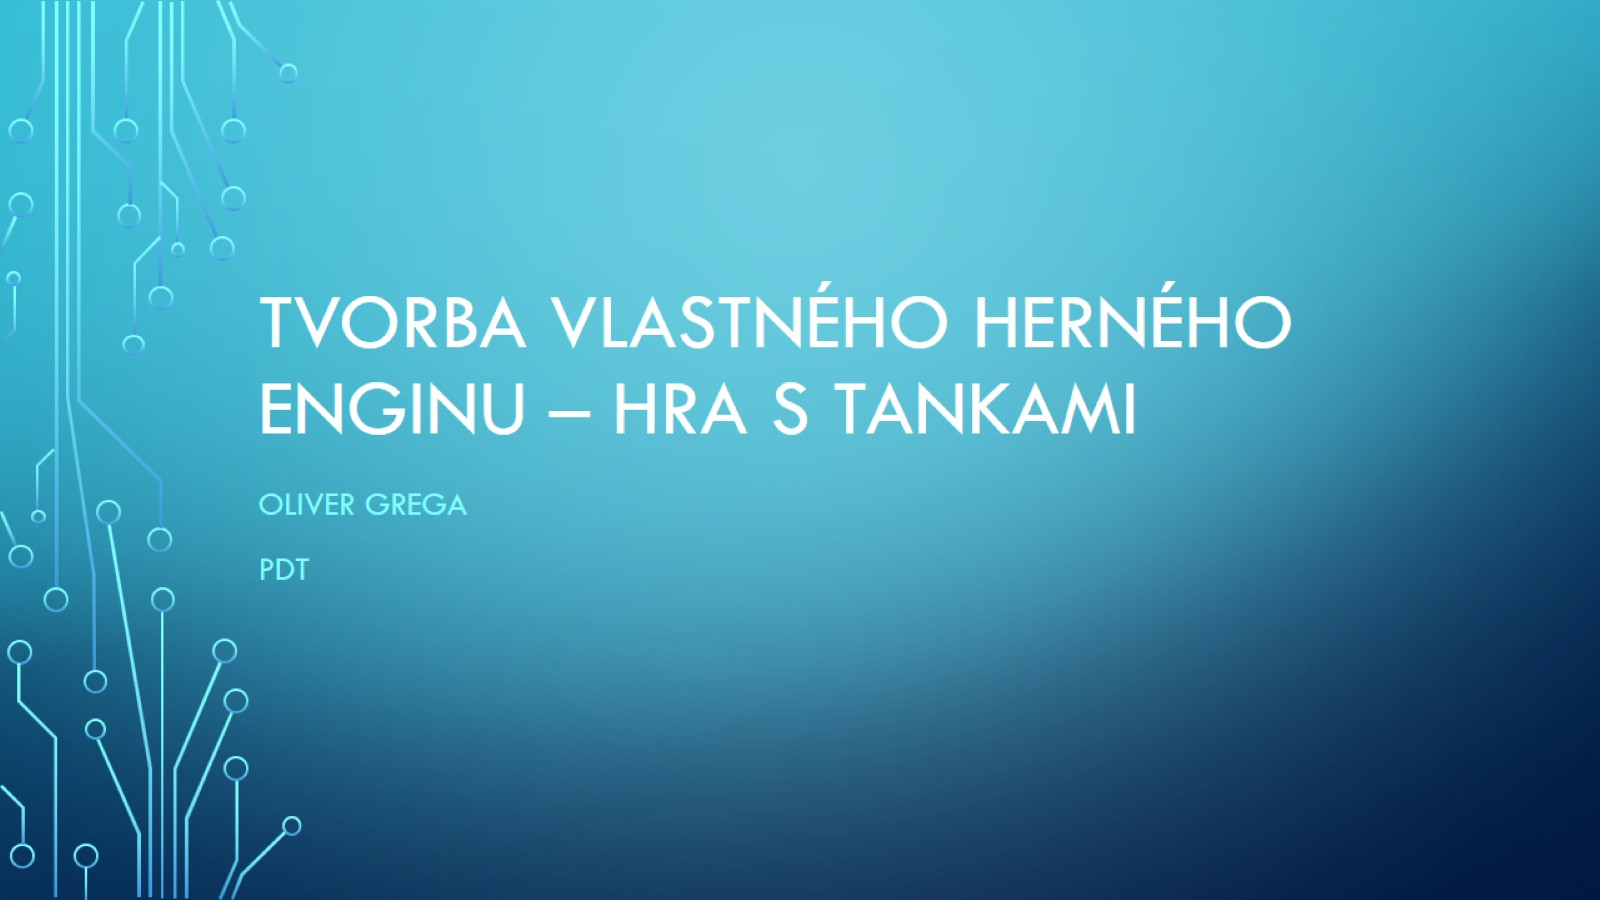 TVORBA VLASTNÉHO HERNÉHO
ENGINU – HRA S TANKAMI
OLIVER GREGA
PDT